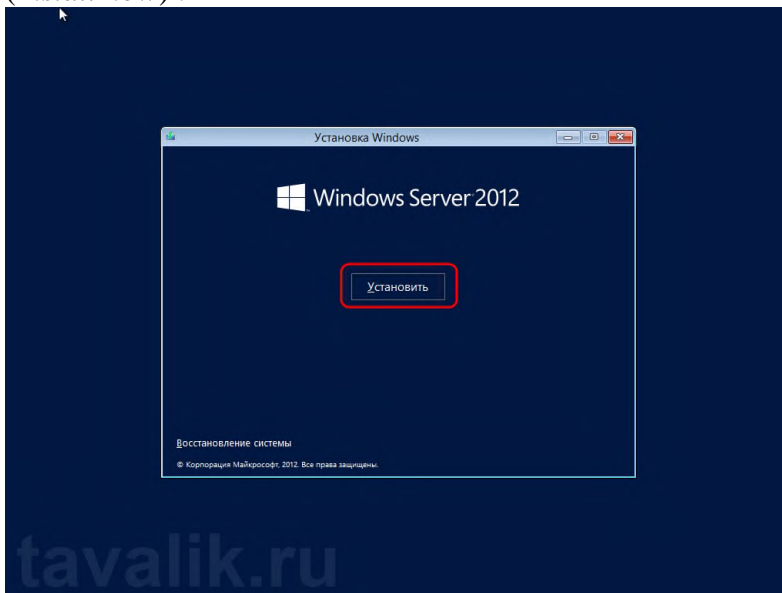 Установка Windows
Windows Server 2012
Установить
Восстановление системы
© Корпорация Майкрософт, 2012. Все права защищены.
tavalik.ru